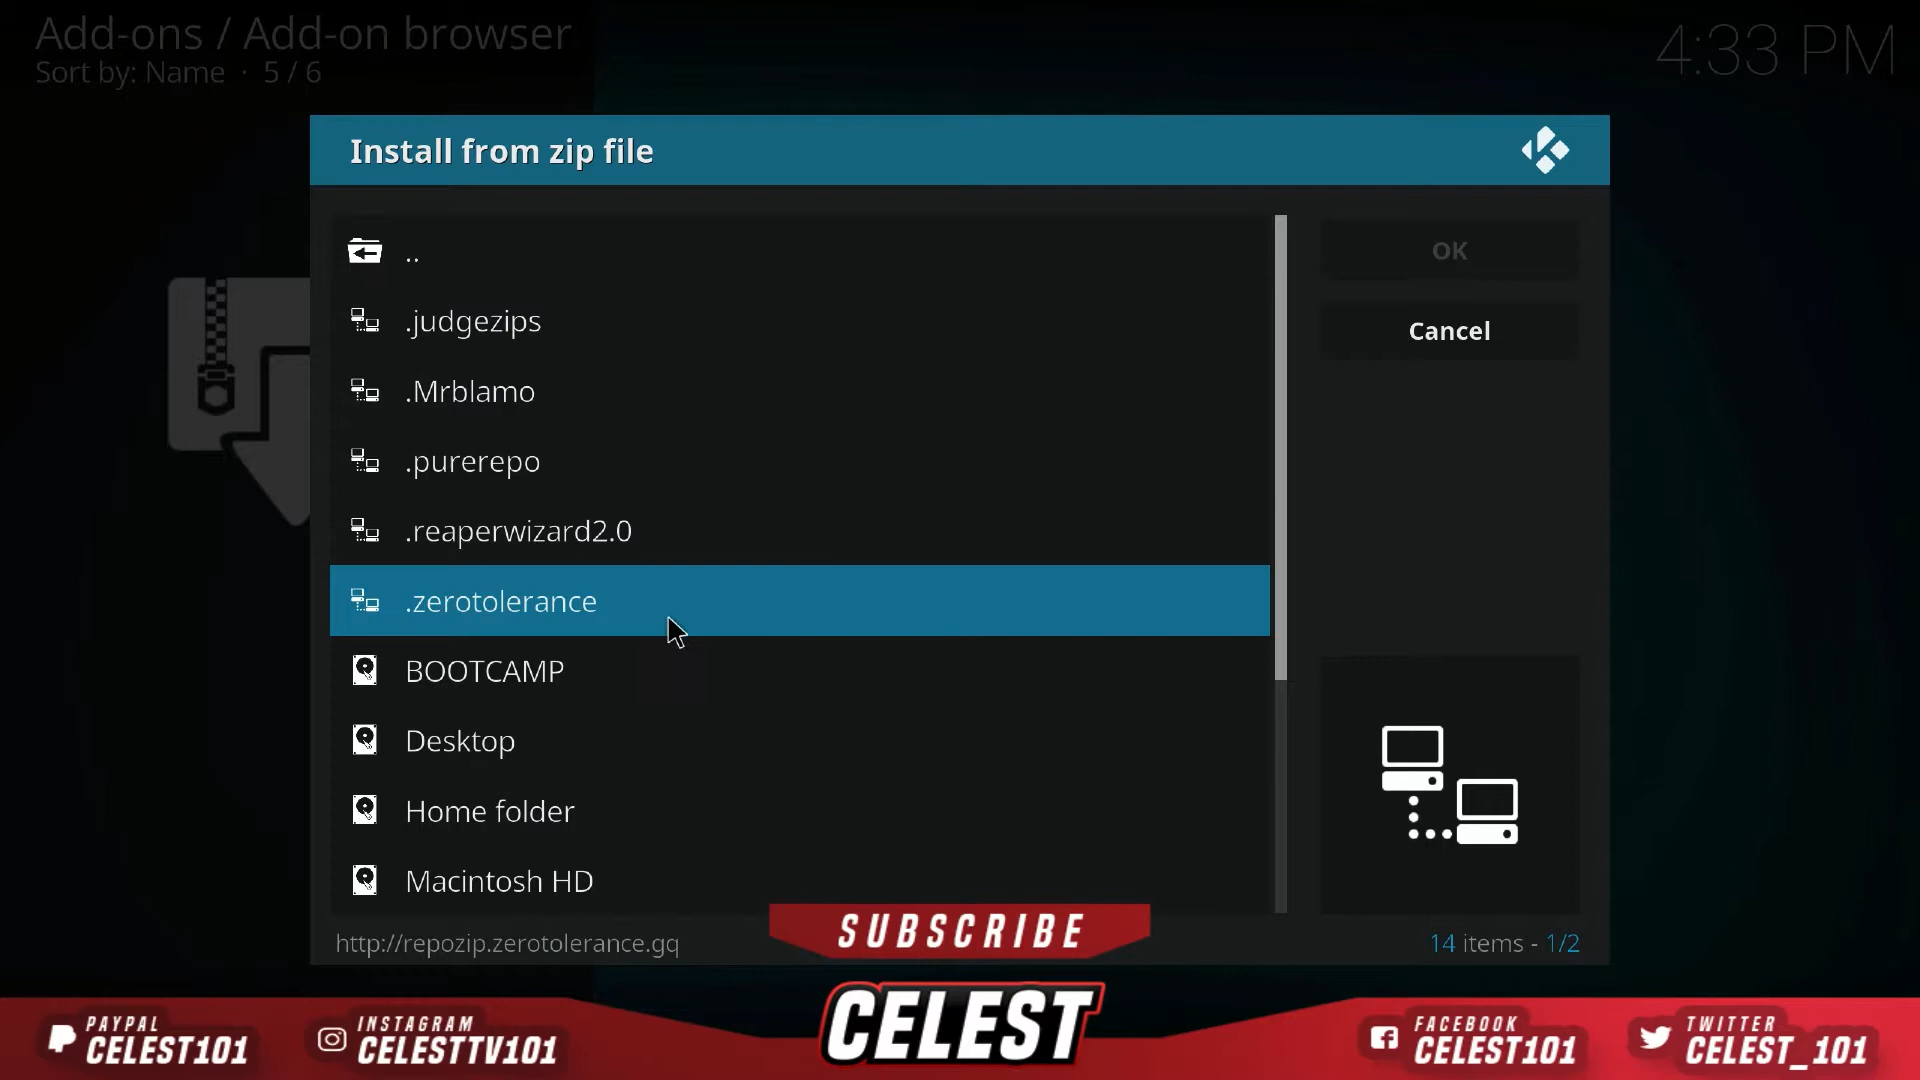 Add-ons / Add-on browser
Sort by: Name · 5 / 6
4:33 PM
Install from zip file
..
.judgezips
.Mrblamo
.purerepo
.reaperwizard2.0
.zerotolerance
BOOTCAMP
Desktop
Home folder
Macintosh HD
OK
Cancel
http://repozip.zerotolerance.gq
14 items - 1/2
SUBSCRIBE
CELEST
PAYPAL
CELEST101
INSTAGRAM
CELESTTV101
FACEBOOK
CELEST101
TWITTER
CELEST_101